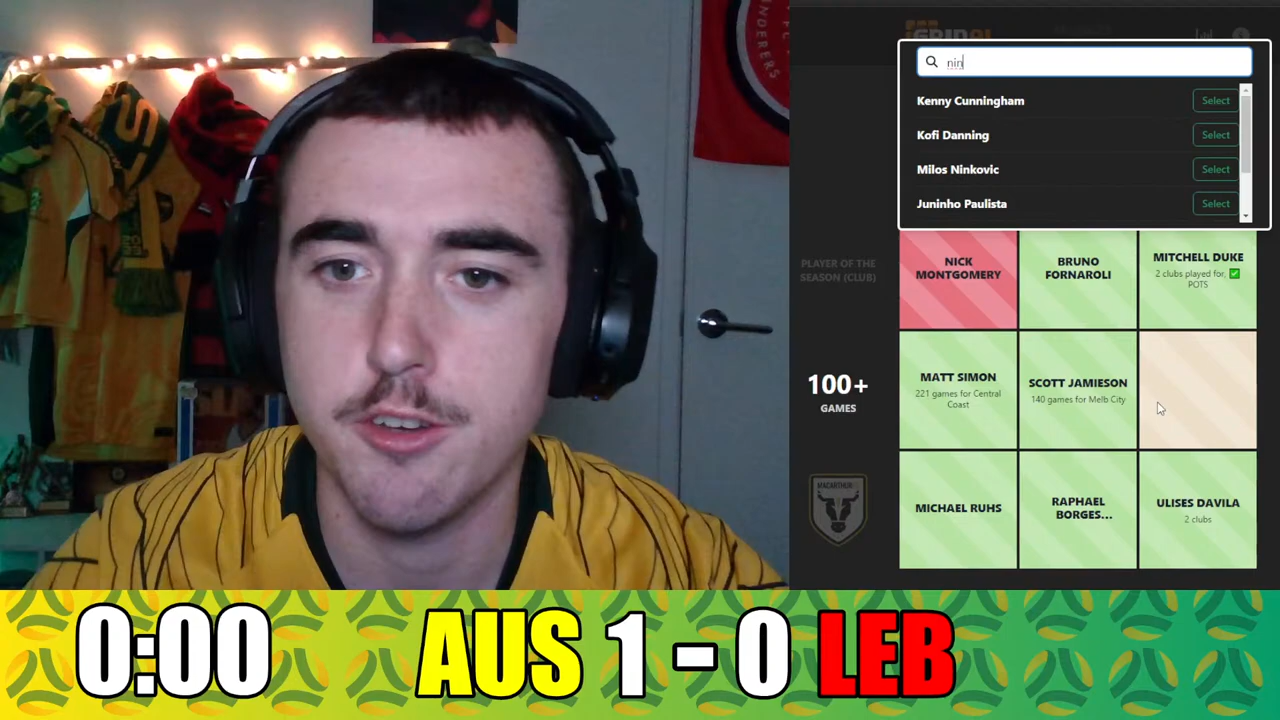 nin
Kenny Cunningham Select
Kofi Danning Select
Milos Ninkovic Select
Juninho Paulista Select
PLAYER OF THE
SEASON (CLUB)
NICK
MONTGOMERY
BRUNO
FORNAROLI
MITCHELL DUKE
2 clubs played for, ✅
POTS
100+
GAMES
MATT SIMON
221 games for Central
Coast
SCOTT JAMIESON
140 games for Melb City
MACARTHUR
MICHAEL RUHS
RAPHAEL
BORGES...
ULISES DAVILA
2 clubs
0:00 AUS 1 - 0 LEB